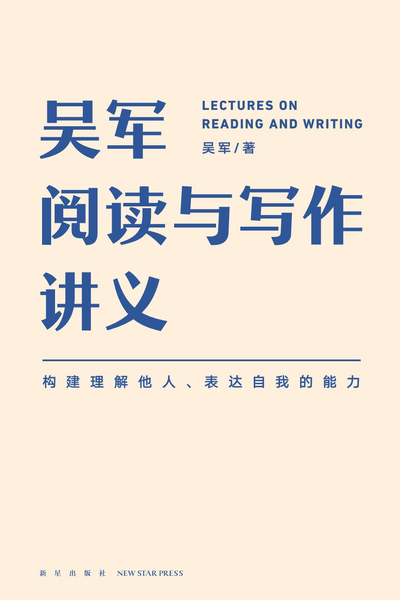 吴军
LECTURES ON
READING AND WRITING
吴军/著
阅读与写作
讲义
构建理解他人、表达自我的能力
新星出版社 NEW STAR PRESS